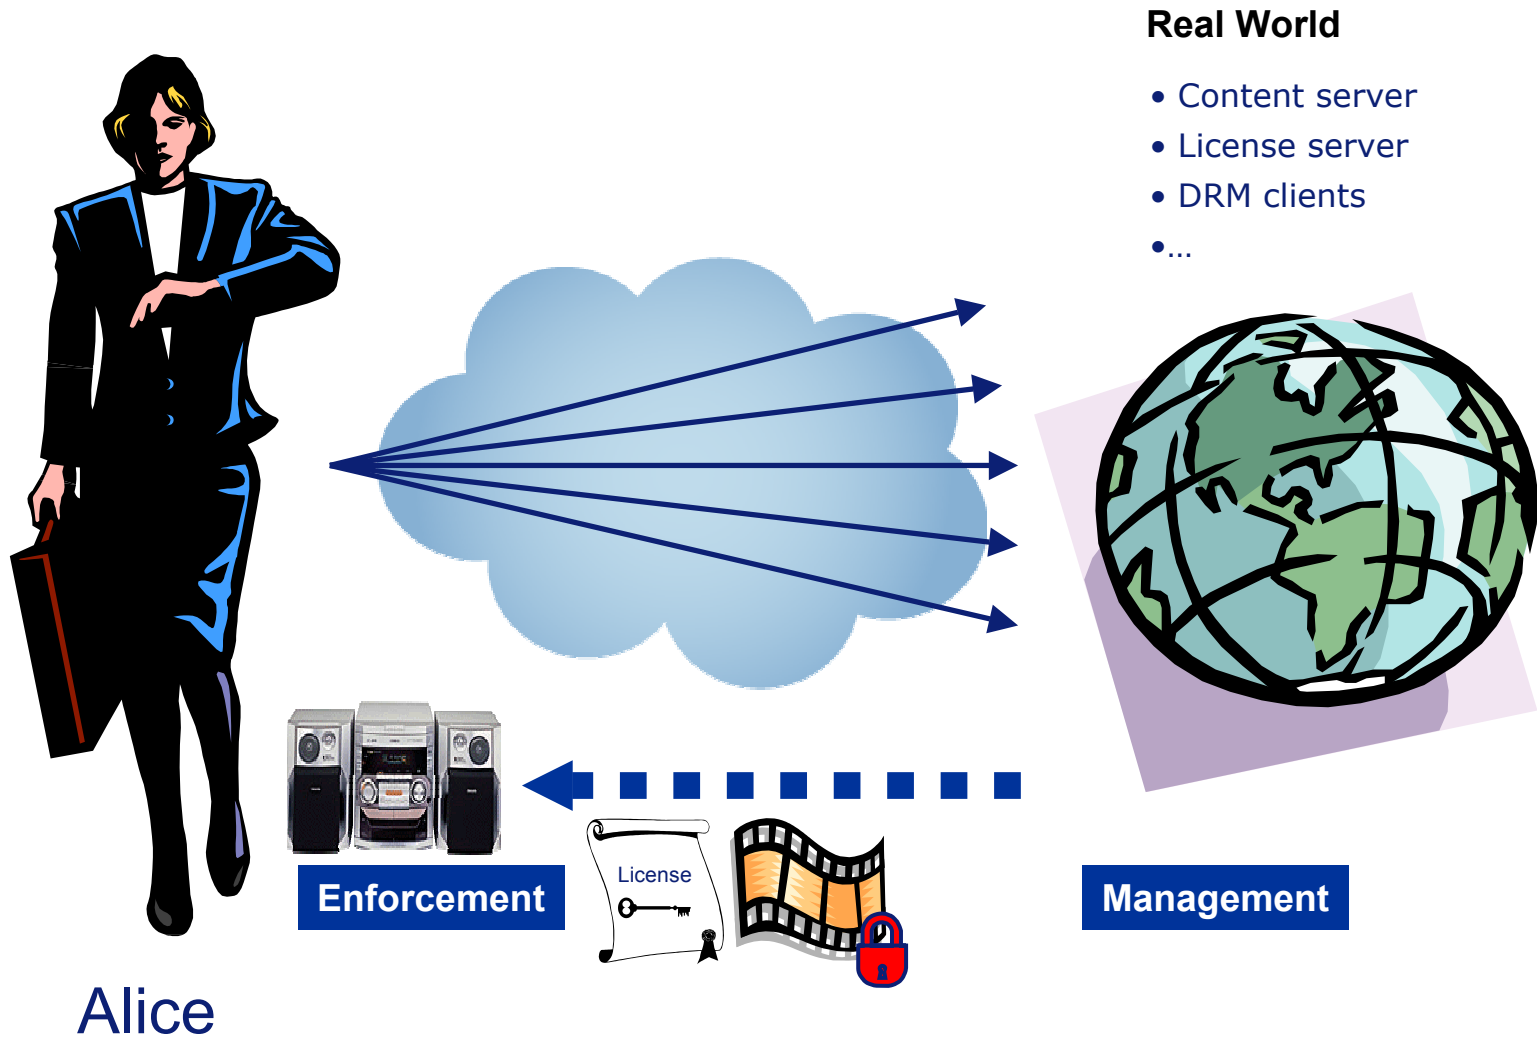 Real World
• Content server
• License server
• DRM clients
•...
License
Enforcement
Management
Alice